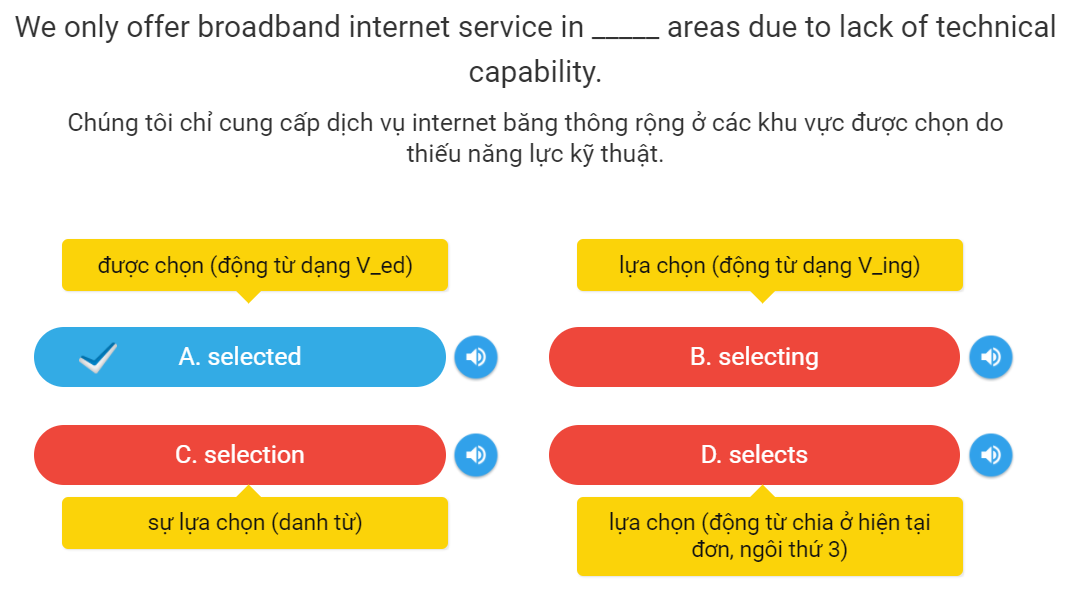 We only offer broadband internet service in _____ areas due to lack of technical
capability.
Chúng tôi chỉ cung cấp dịch vụ internet băng thông rộng ở các khu vực được chọn do
thiếu năng lực kỹ thuật.
được chọn (động từ dạng V_ed)
lựa chọn (động từ dạng V_ing)
A. selected
B. selecting
C. selection
D. selects
sự lựa chọn (danh từ)
lựa chọn (động từ chia ở hiện tại
đơn, ngôi thứ 3)